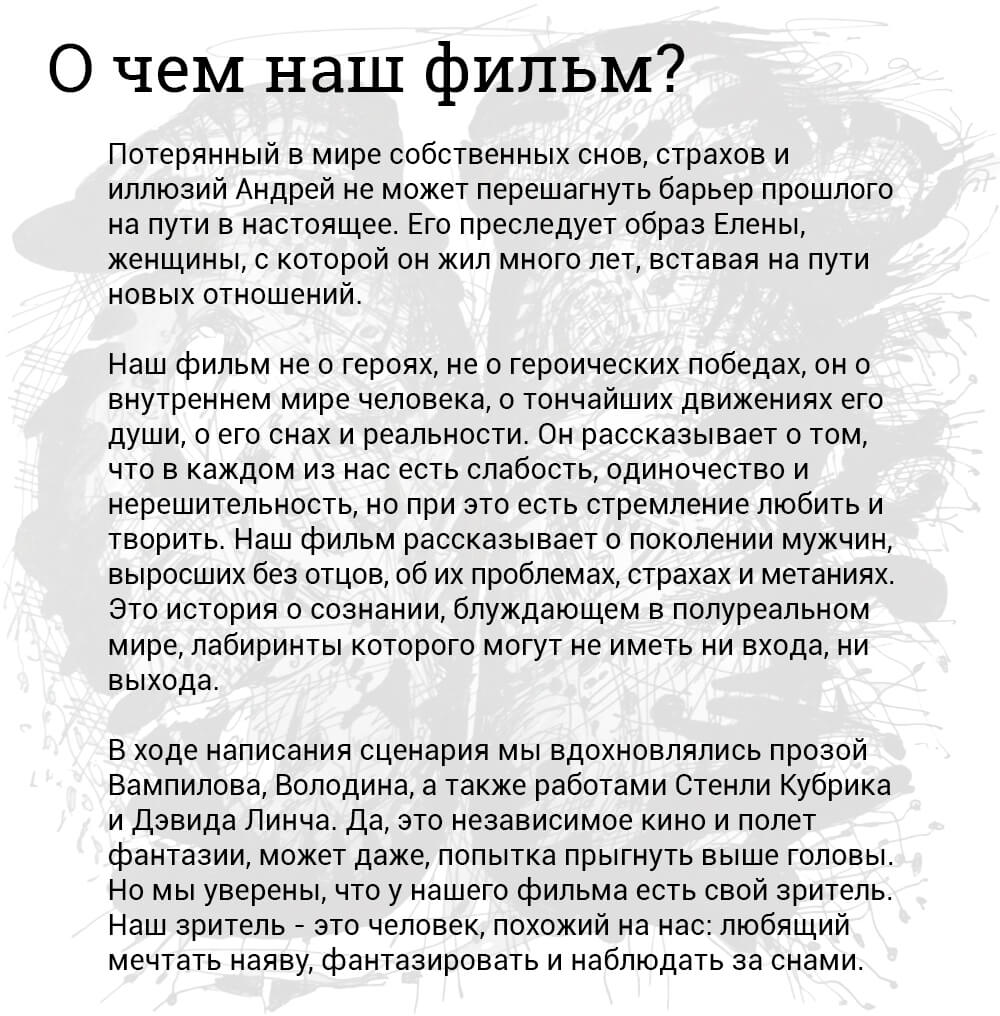 О чем наш фильм?
Потерянный в мире собственных снов, страхов и
иллюзий Андрей не может перешагнуть барьер прошлого
на пути в настоящее. Его преследует образ Елены,
женщины, с которой он жил много лет, вставая на пути
новых отношений.
Наш фильм не о героях, не о героических победах, он о
внутреннем мире человека, о тончайших движениях его
души, о его снах и реальности. Он рассказывает о том,
что в каждом из нас есть слабость, одиночество и
нерешительность, но при это есть стремление любить и
творить. Наш фильм рассказывает о поколении мужчин,
выросших без отцов, об их проблемах, страхах и метаниях.
Это история о сознании, блуждающем в полуреальном
мире, лабиринты которого могут не иметь ни входа, ни
выхода.
В ходе написания сценария мы вдохновлялись прозой
Вампилова, Володина, а также работами Стенли Кубрика
и Дэвида Линча. Да, это независимое кино и полет
фантазии, может даже, попытка прыгнуть выше головы.
Но мы уверены, что у нашего фильма есть свой зритель.
Наш зритель - это человек, похожий на нас: любящий
мечтать наяву, фантазировать и наблюдать за снами.